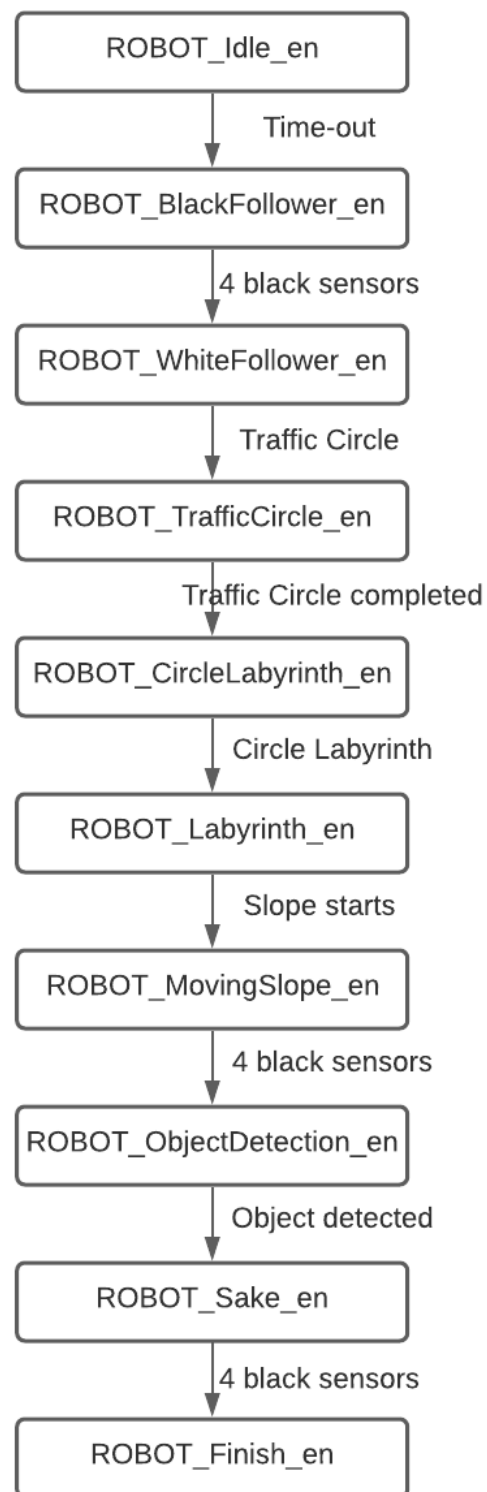 ROBOT_Idle_en
Time-out
ROBOT_BlackFollower_en
4 black sensors
ROBOT_WhiteFollower_en
Traffic Circle
ROBOT_TrafficCircle_en
Traffic Circle completed
ROBOT_CircleLabyrinth_en
Circle Labyrinth
ROBOT_Labyrinth_en
Slope starts
ROBOT_MovingSlope_en
4 black sensors
ROBOT_ObjectDetection_en
Object detected
ROBOT_Sake_en
4 black sensors
ROBOT_Finish_en